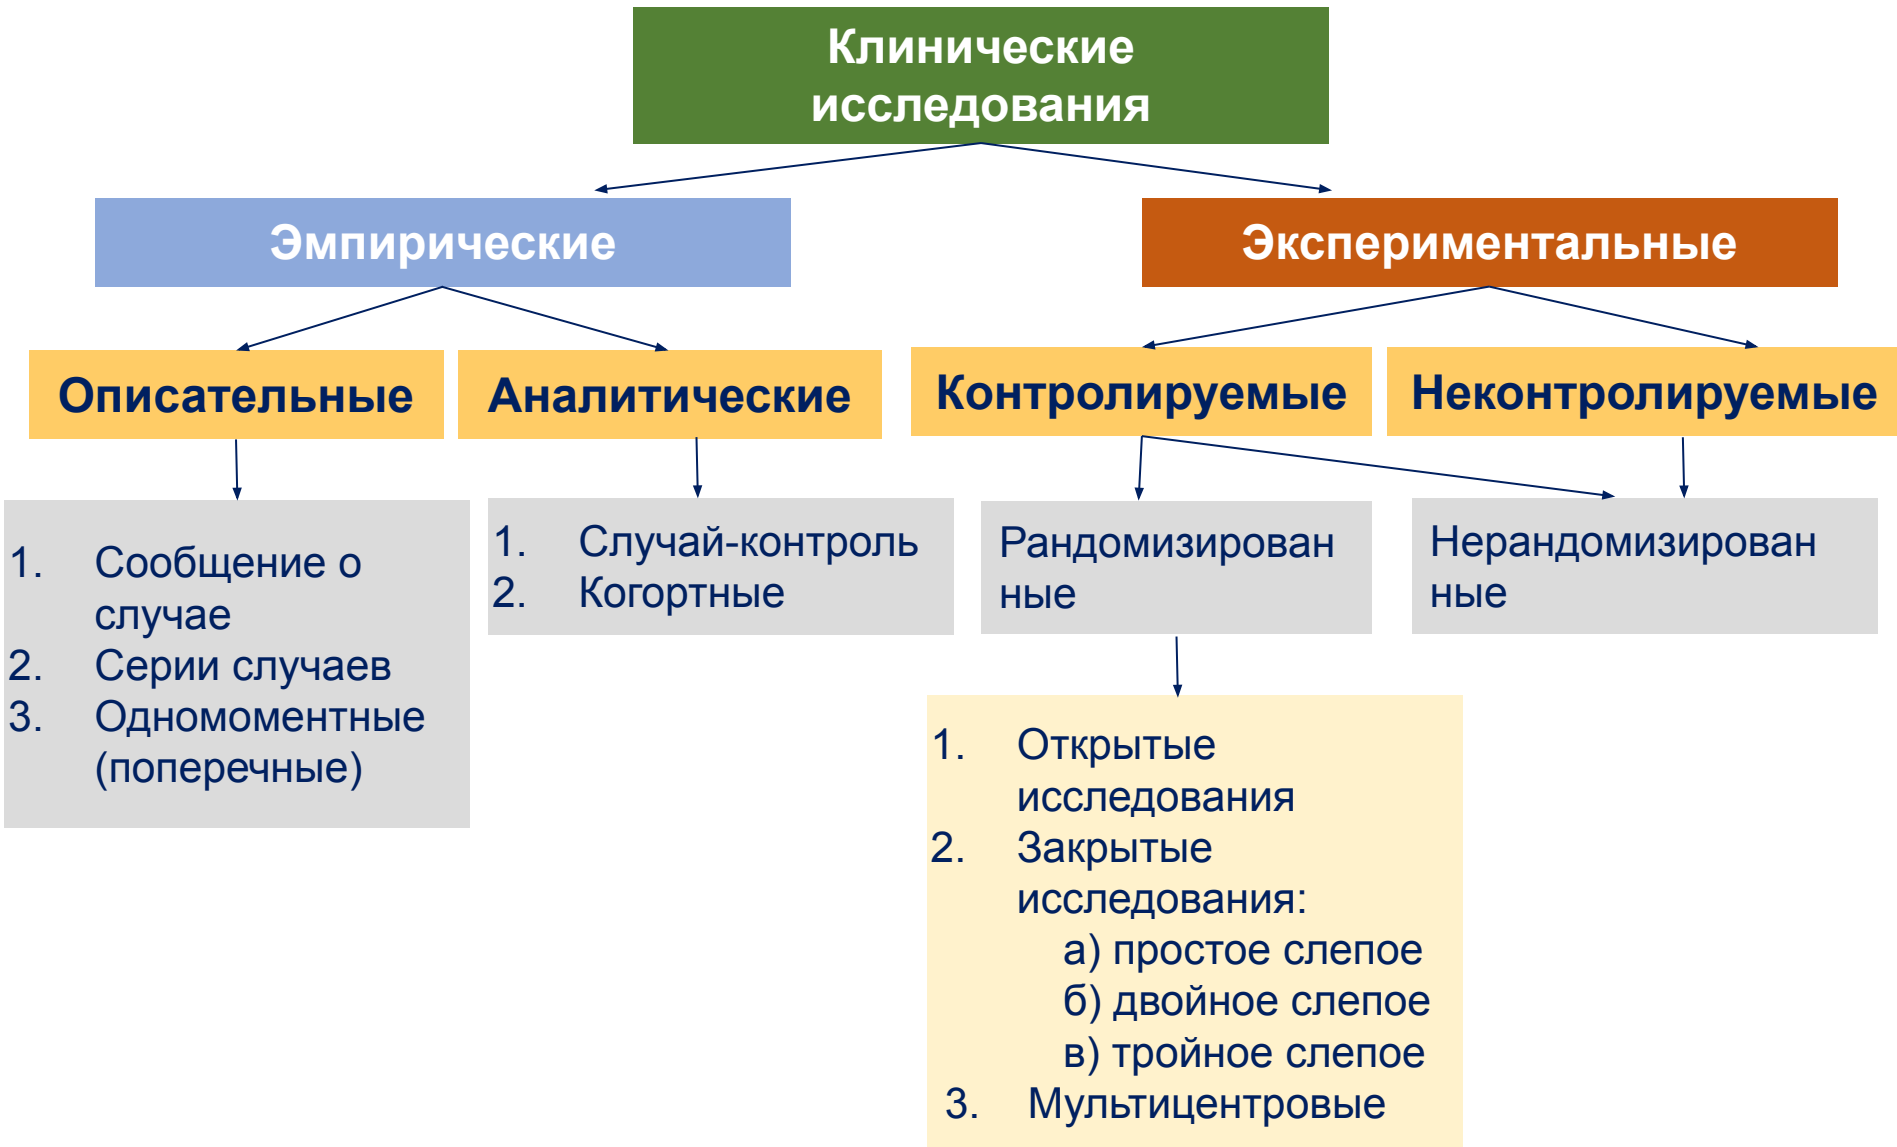 Клинические
исследования
Эмпирические
Экспериментальные
Описательные
Аналитические
Контролируемые
Неконтролируемые
1. Сообщение о
случае
2. Серии случаев
3. Одномоментные
(поперечные)
1. Случай-контроль
2. Когортные
Рандомизирован
ные
Нерандомизирован
ные
1. Открытые
исследования
2. Закрытые
исследования:
а) простое слепое
б) двойное слепое
в) тройное слепое
3. Мультицентровые